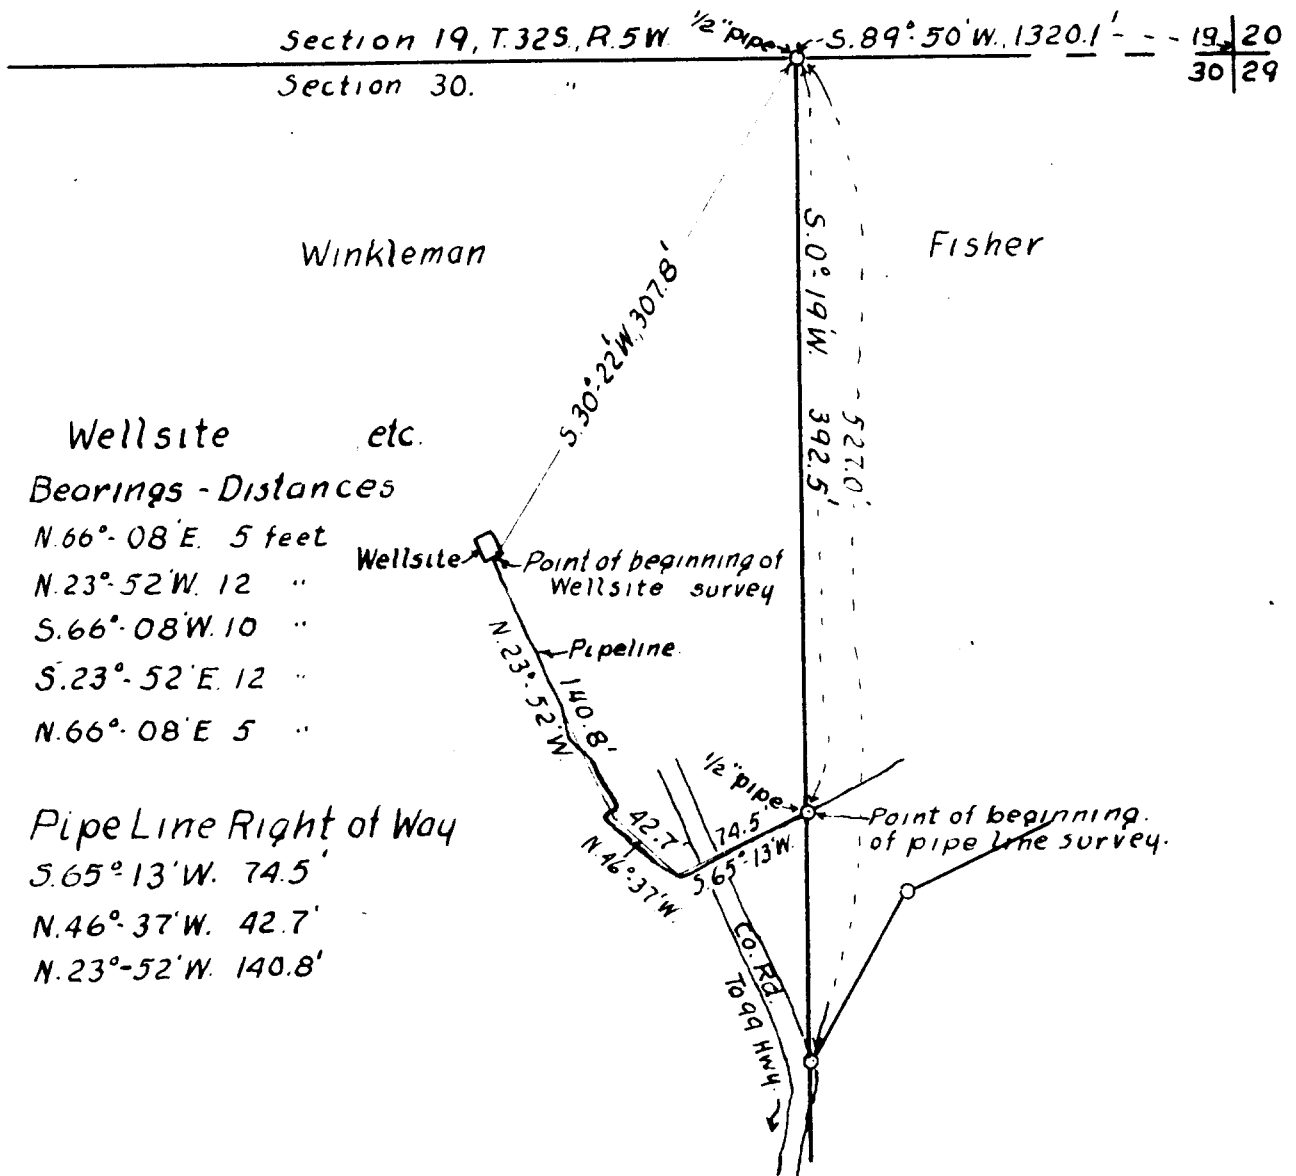 Section 19, T.32S., R.5W. 1/2" pipe S.89°-50'W., 1320.1' 19 20
Section 30. " 30 29
Winkleman
Fisher
S.30°-22'W., 307.8'
S.0°-19'W. 392.5'
527.0'
Wellsite etc.
Bearings - Distances
N.66°-08'E. 5 feet
N.23°-52'W. 12 "
S.66°-08'W. 10 "
S.23°-52'E. 12 "
N.66°-08'E 5 "
Wellsite
Point of beginning of
Wellsite survey
Pipeline
N.23°-52'W.
140.8'
1/2" pipe
42.7'
N.46°-37'W.
74.5'
S.65°-13'W.
Point of beginning.
of pipe line survey.
Pipe Line Right of Way
S.65°-13'W. 74.5'
N.46°-37'W. 42.7'
N.23°-52'W. 140.8'
Co. Rd.
To 99 Hwy.